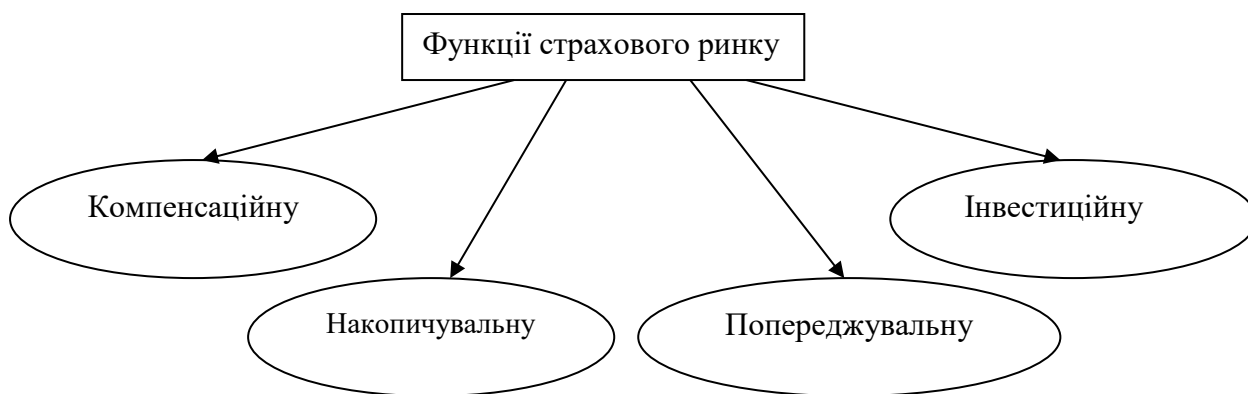 Функції страхового ринку
Компенсаційну
Інвестиційну
Накопичувальну
Попереджувальну